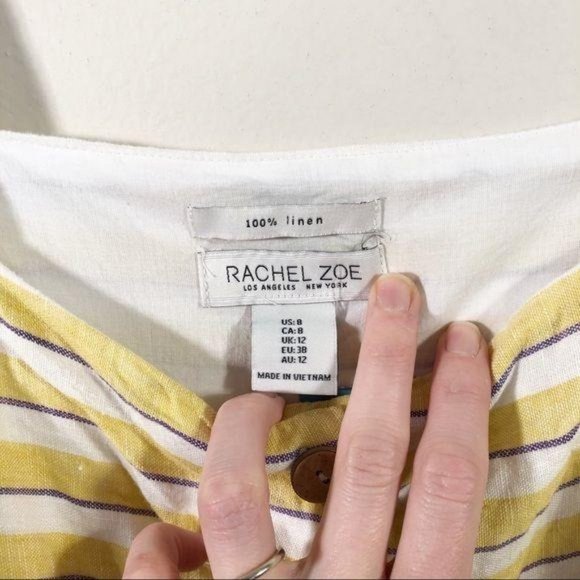 100% linen
RACHEL ZOE
LOS ANGELES NEW YORK
US: 8
CA: 8
UK: 12
EU: 38
AU: 12
MADE IN VIETNAM